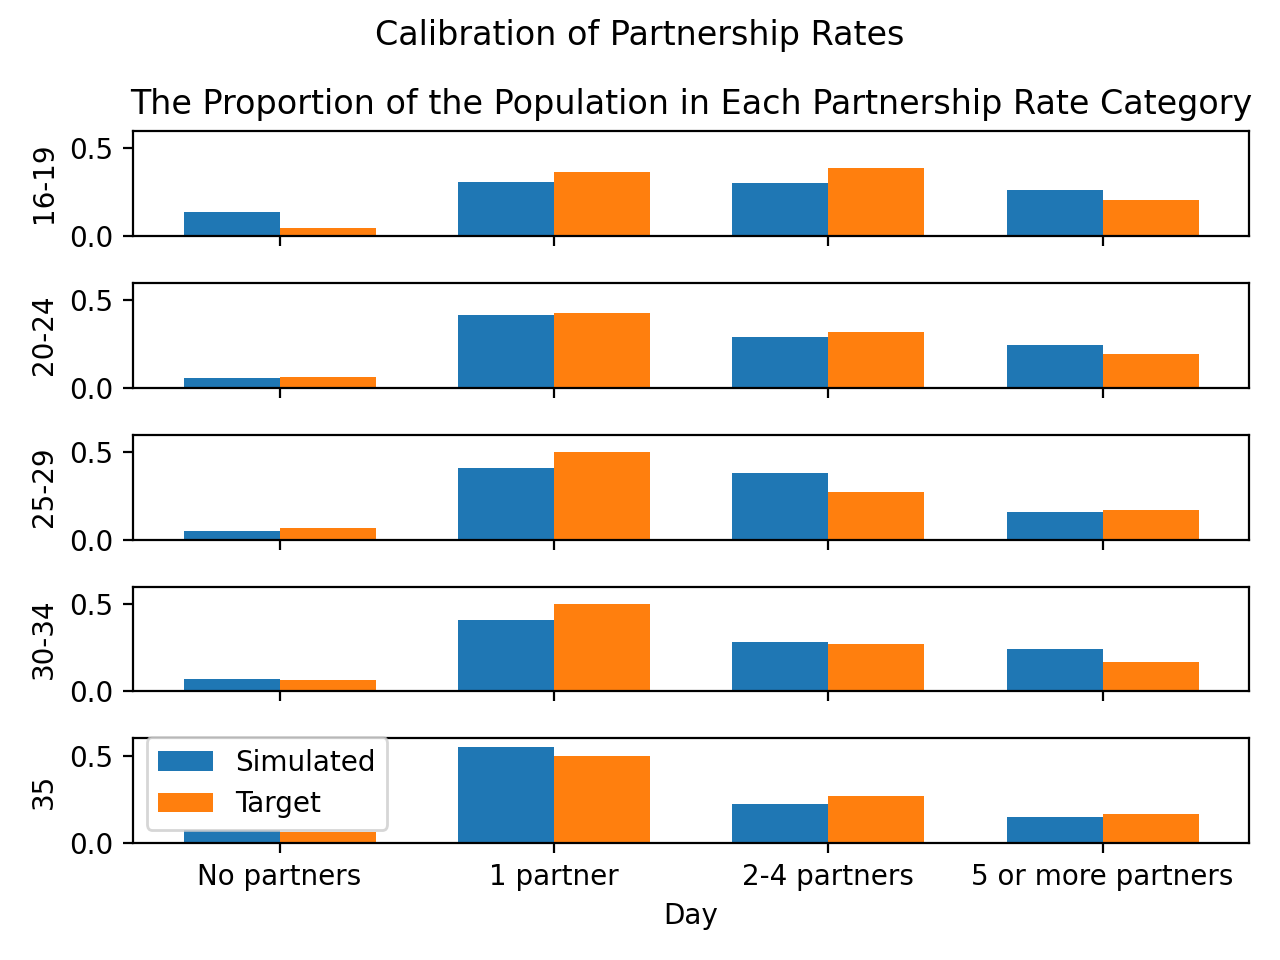 Calibration of Partnership Rates
The Proportion of the Population in Each Partnership Rate Category
16-19
0.5
0.0
20-24
0.5
0.0
25-29
0.5
0.0
30-34
0.5
0.0
35
0.5
0.0
Simulated
Target
No partners 1 partner 2-4 partners 5 or more partners
Day